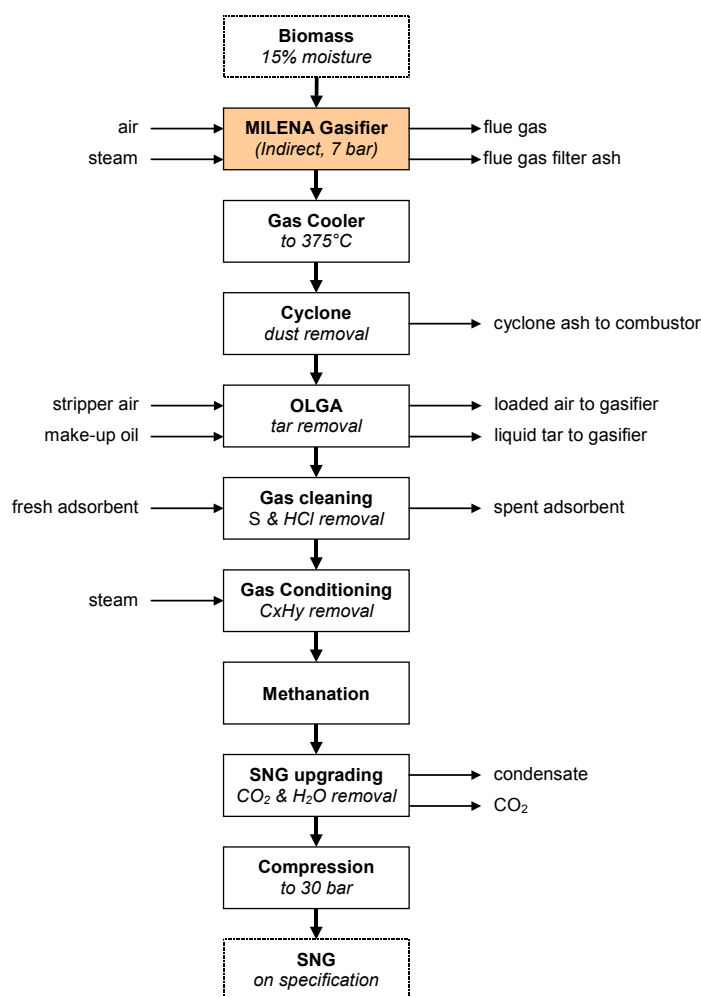 Biomass
15% moisture
air
MILENA Gasifier
flue gas
steam
(Indirect, 7 bar)
flue gas filter ash
Gas Cooler
to 375°C
Cyclone
dust removal
cyclone ash to combustor
stripper air
OLGA
loaded air to gasifier
make-up oil
tar removal
liquid tar to gasifier
fresh adsorbent
Gas cleaning
S & HCl removal
spent adsorbent
steam
Gas Conditioning
CxHy removal
Methanation
SNG upgrading
CO₂ & H₂O removal
condensate
CO₂
Compression
to 30 bar
SNG
on specification